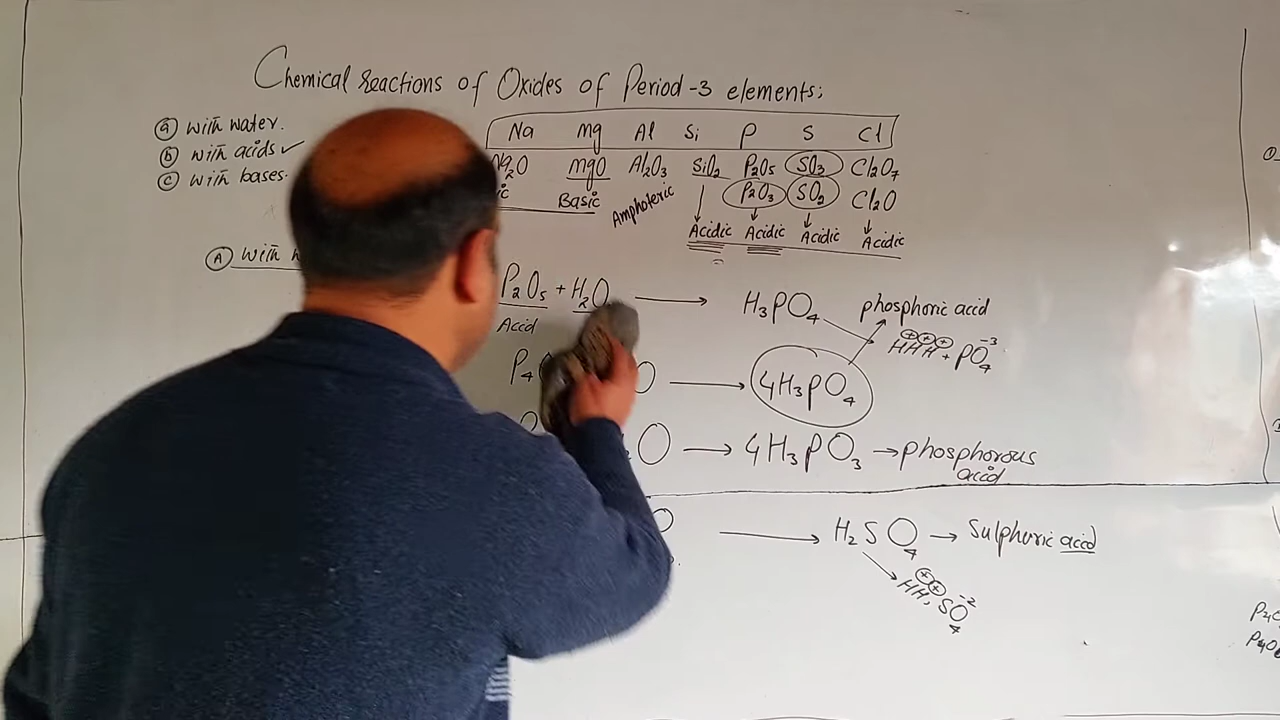 Chemical reactions of Oxides of Period-3 elements:
ⓐ with water.
ⓑ with acids ✓
ⓒ with bases.
Na Mg Al Si P S Cl
Na₂O MgO Al₂O₃ SiO₂ P₂O₅ SO₃ Cl₂O₇
P₂O₃ SO₂ Cl₂O
Basic Amphoteric Acidic Acidic Acidic Acidic
Ⓐ with
P₂O₅ + H₂O → H₃PO₄ phosphoric acid
Acid
H⁺H⁺H⁺ + PO₄⁻³
P₄ O → 4H₃PO₄
O → 4H₃PO₃ → phosphorous
acid
O → H₂SO₄ → Sulphuric acid
H⁺H⁺, SO₄⁻²